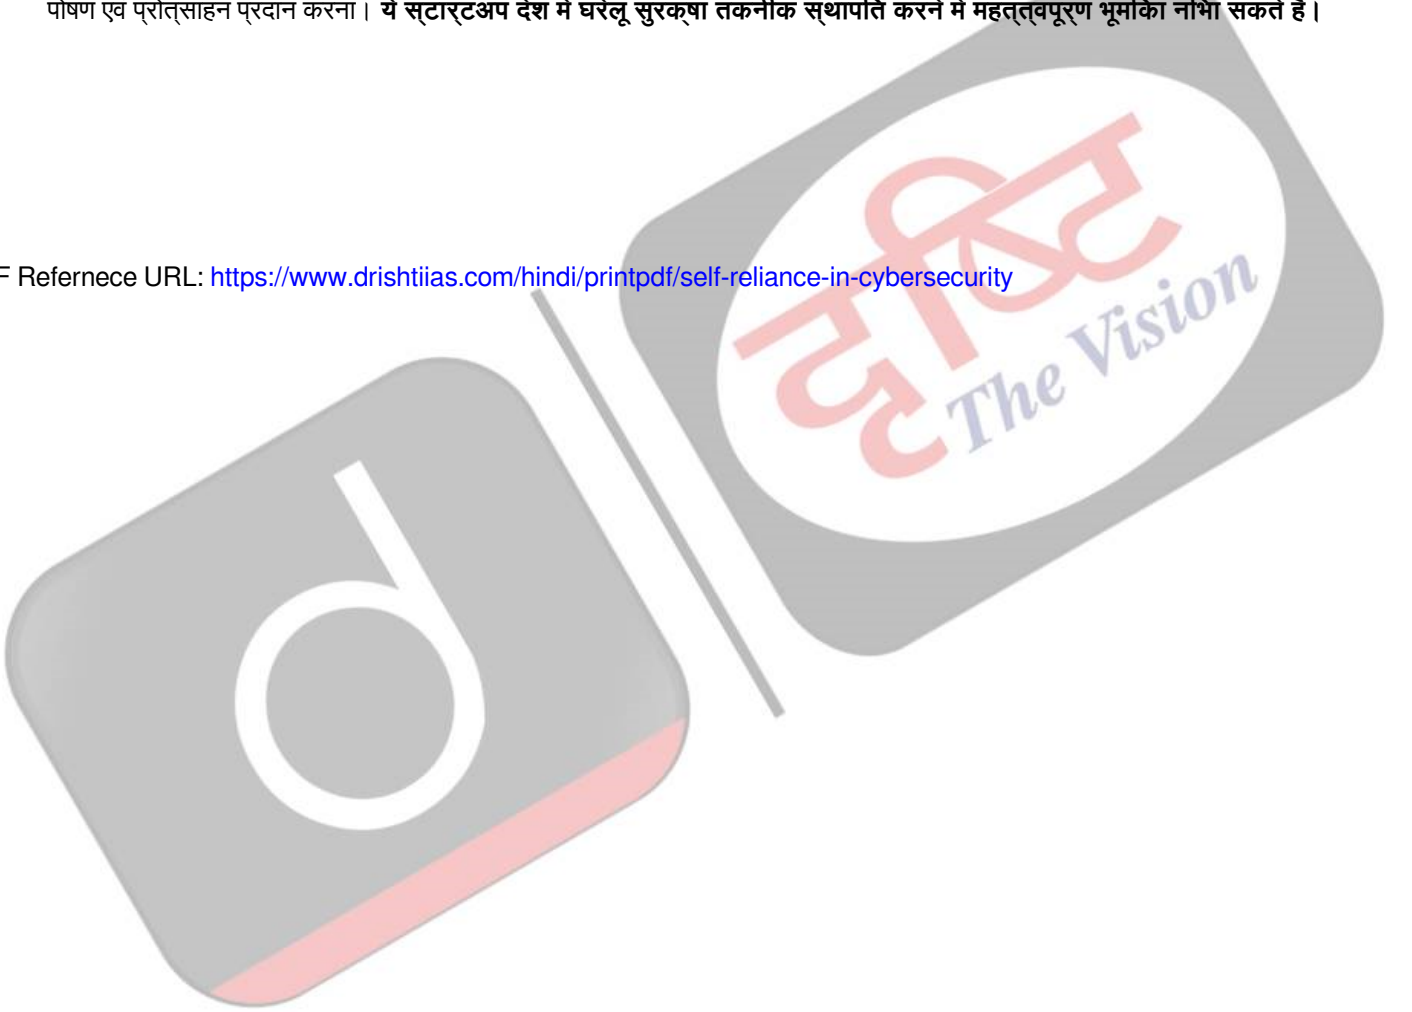 पोषण एवं प्रोत्साहन प्रदान करना। ये स्टार्टअप देश में घरेलू सुरक्षा तकनीक स्थापित करने में महत्त्वपूर्ण भूमिका निभा सकते हैं।
F Refernece URL: https://www.drishtiias.com/hindi/printpdf/self-reliance-in-cybersecurity
दृष्टि
The Vision
d